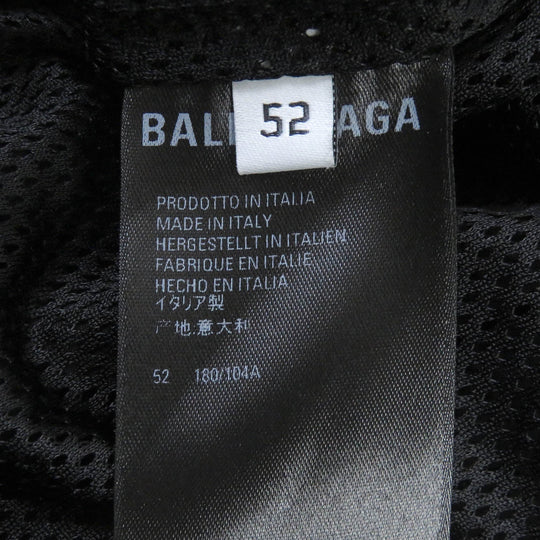 52
BAL AGA
PRODOTTO IN ITALIA
MADE IN ITALY
HERGESTELLT IN ITALIEN
FABRIQUE EN ITALIE
HECHO EN ITALIA
イタリア製
产地:意大利
52 180/104A